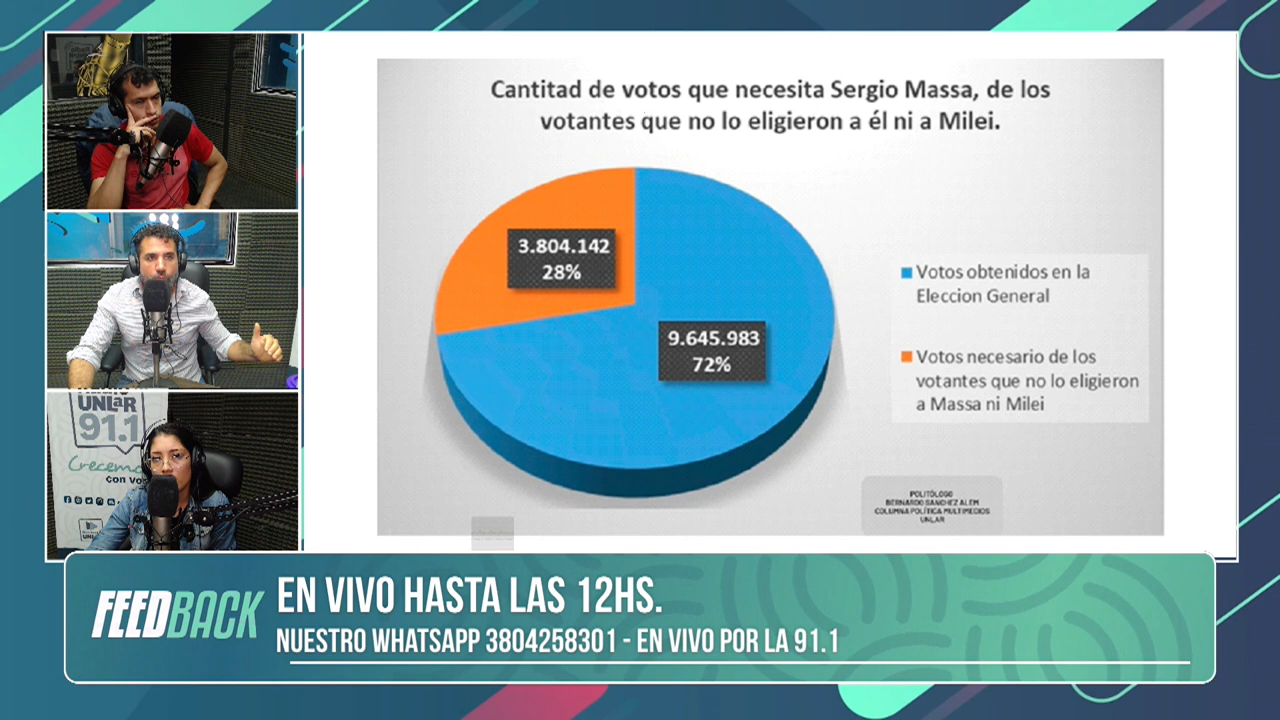 Cantitad de votos que necesita Sergio Massa, de los
votantes que no lo eligieron a él ni a Milei.
3.804.142
28%
9.645.983
72%
Votos obtenidos en la
Eleccion General
Votos necesario de los
votantes que no lo eligieron
a Massa ni Milei
POLITÓLOGO
BERNARDO SANCHEZ ALEM
COLUMNA POLÍTICA MULTIMEDIOS
UNLAR
UNLaR
91.1
Crecemo
con vos
UNL
FEEDBACK
EN VIVO HASTA LAS 12HS.
NUESTRO WHATSAPP 3804258301 - EN VIVO POR LA 91.1